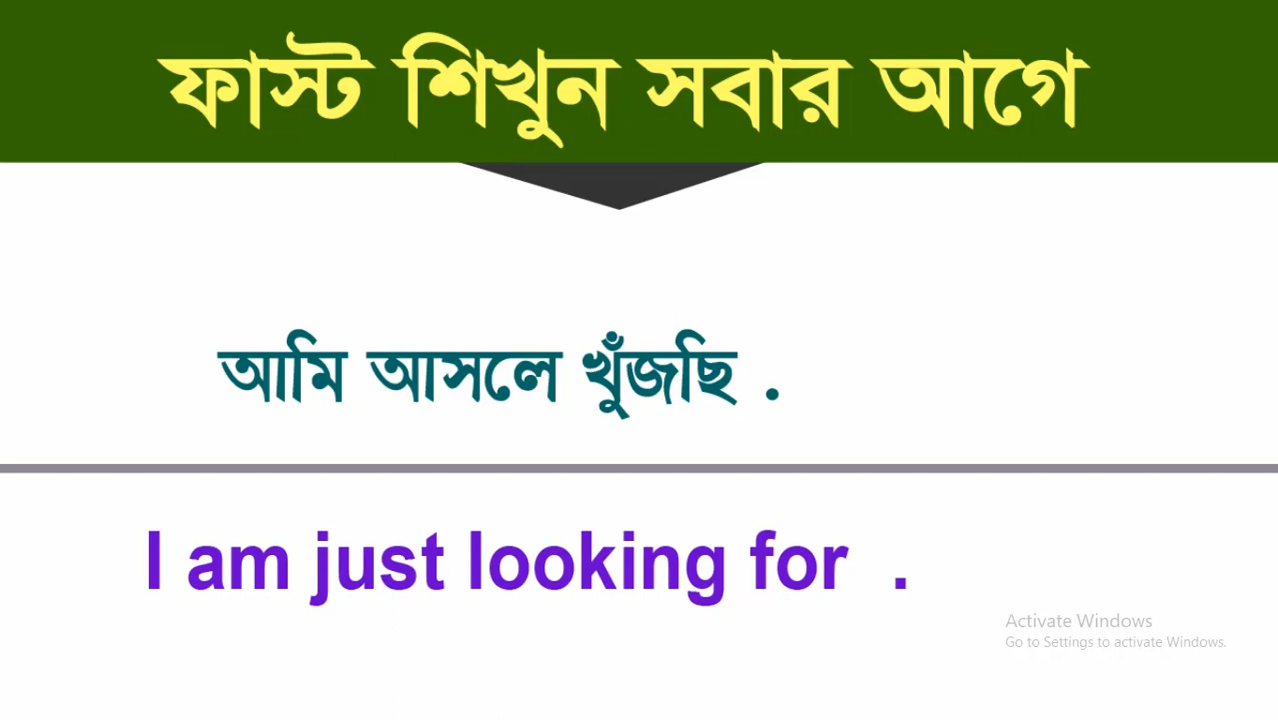 ফাস্ট শিখুন সবার আগে
আমি আসলে খুঁজছি .
I am just looking for .
Activate Windows
Go to Settings to activate Windows.